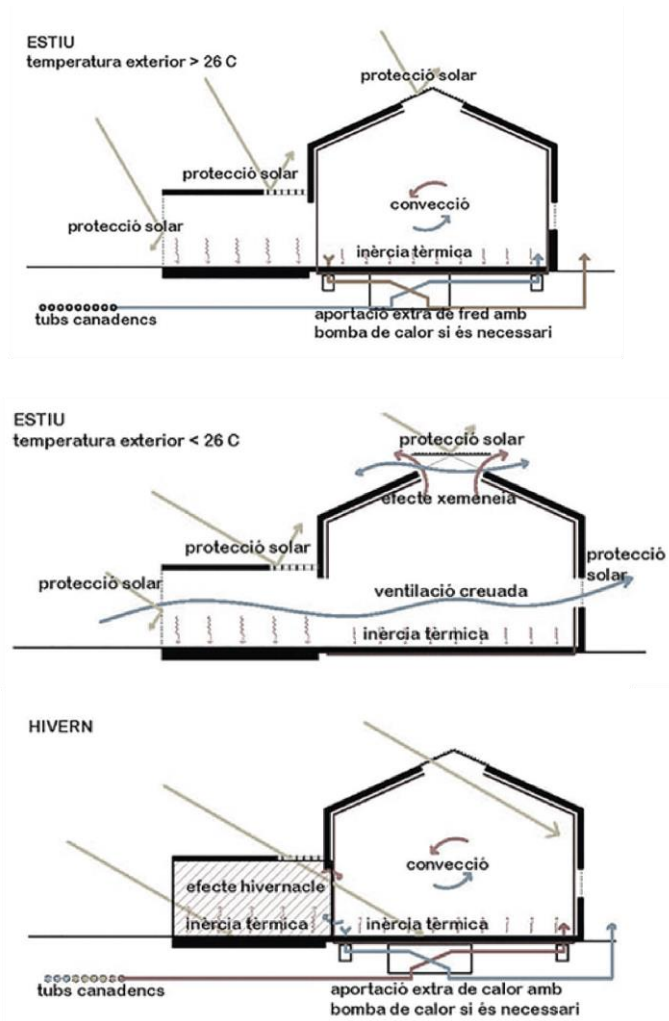 ESTIU
temperatura exterior > 26 C
protecció solar
protecció solar
protecció solar
convecció
inèrcia tèrmica
tubs canadencs
aportació extra de fred amb
bomba de calor si és necessari
ESTIU
temperatura exterior < 26 C
protecció solar
efecte xemeneia
protecció solar
protecció
solar
protecció solar
ventilació creuada
inèrcia tèrmica
HIVERN
convecció
efecte hivernacle
inèrcia tèrmica
inèrcia tèrmica
tubs canadencs
aportació extra de calor amb
bomba de calor si és necessari